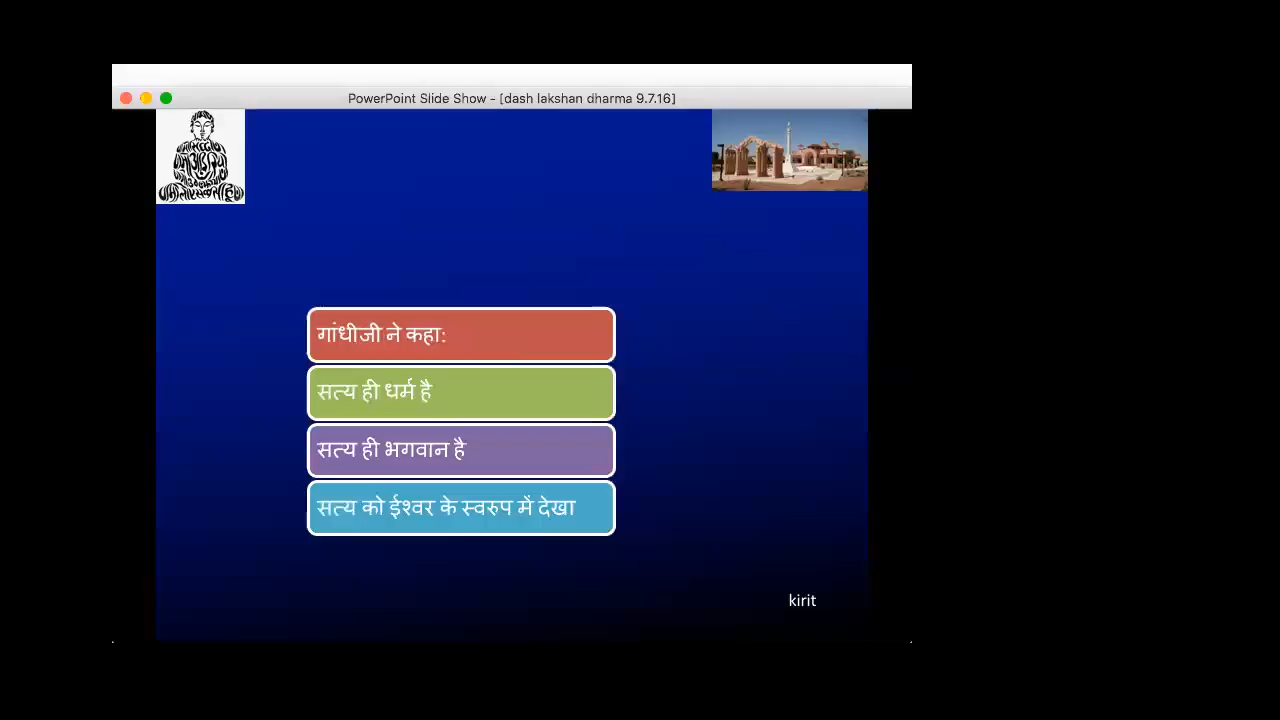 PowerPoint Slide Show - [dash lakshan dharma 9.7.16]
गांधीजी ने कहा:
सत्य ही धर्म है
सत्य ही भगवान है
सत्य को ईश्वर के स्वरुप में देखा
kirit